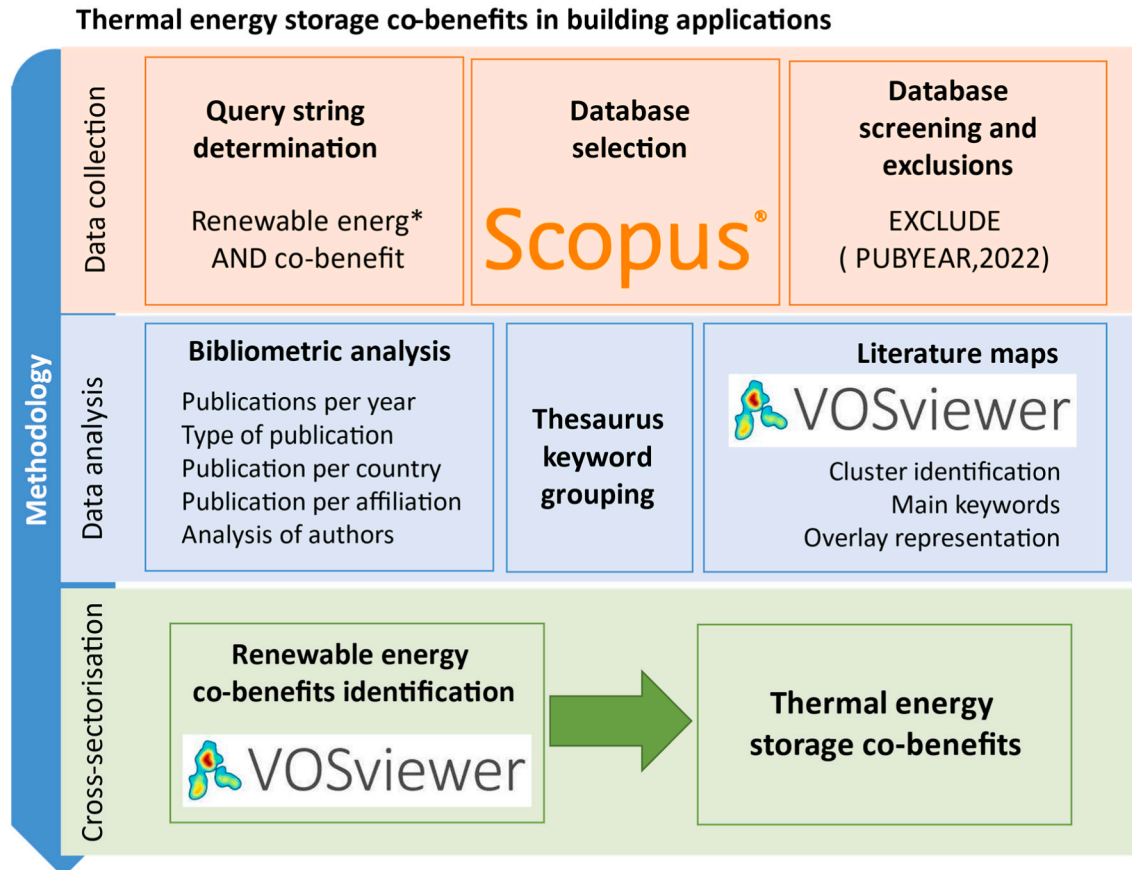 Thermal energy storage co-benefits in building applications
Methodology
Data collection
Query string
determination
Renewable energ*
AND co-benefit
Database
selection
Scopus®
Database
screening and
exclusions
EXCLUDE
( PUBYEAR,2022)
Data analysis
Bibliometric analysis
Publications per year
Type of publication
Publication per country
Publication per affiliation
Analysis of authors
Thesaurus
keyword
grouping
Literature maps
VOSviewer
Cluster identification
Main keywords
Overlay representation
Cross-sectorisation
Renewable energy
co-benefits identification
VOSviewer
Thermal energy
storage co-benefits